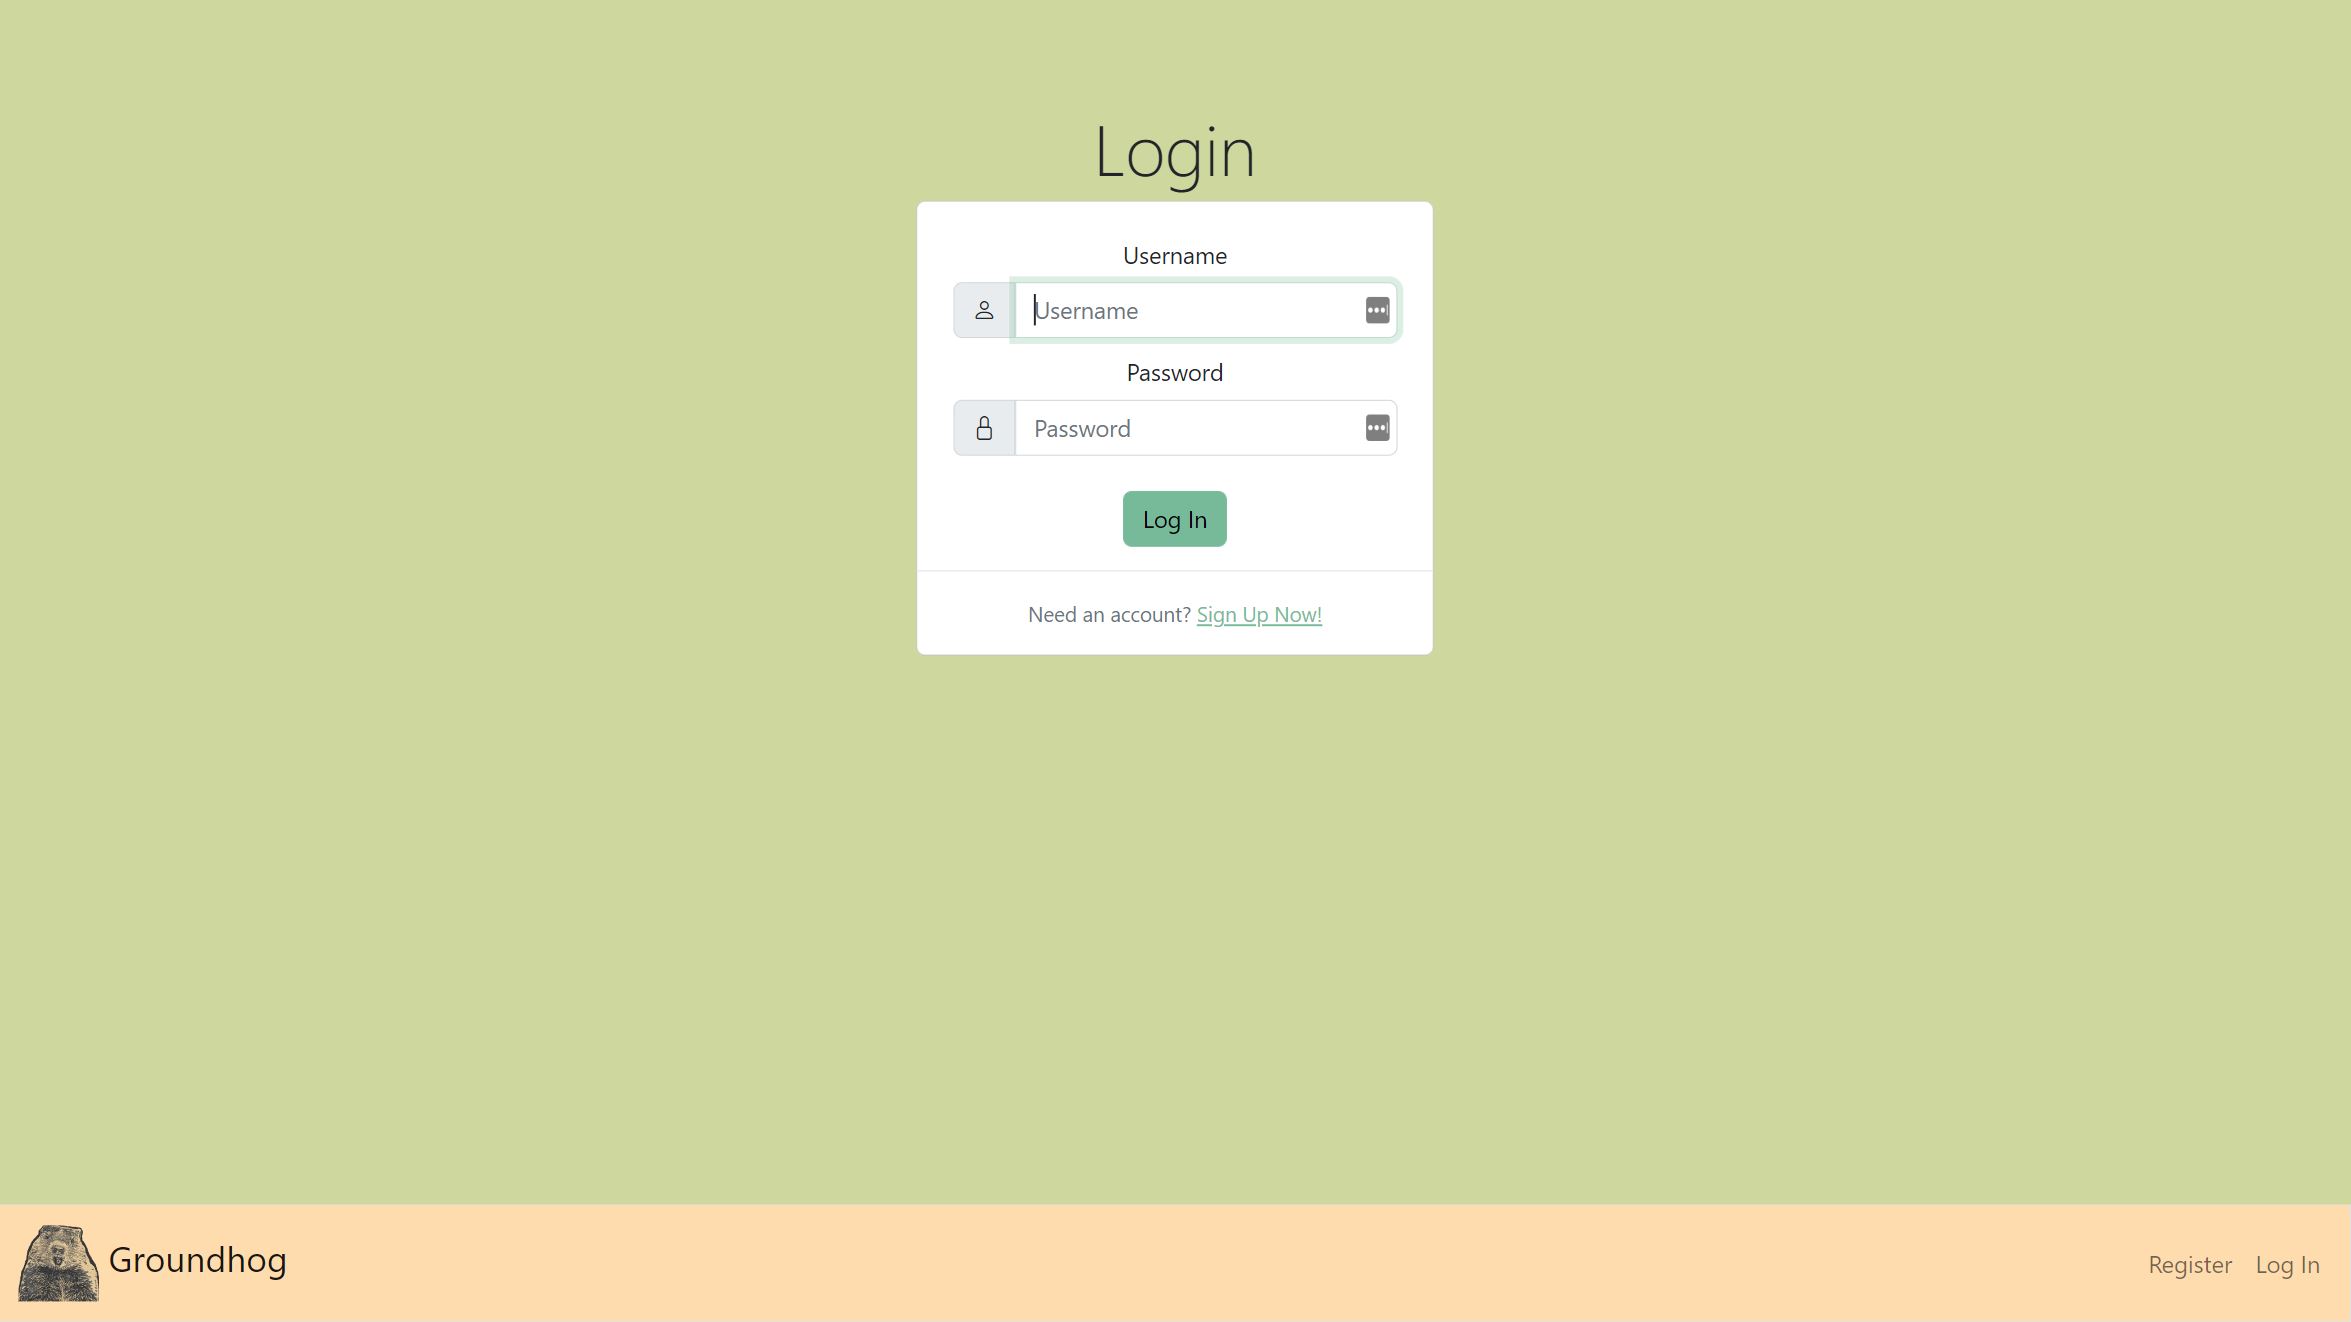 Login
Username
Username
Password
Password
Log In
Need an account? Sign Up Now!
Groundhog
Register Log In